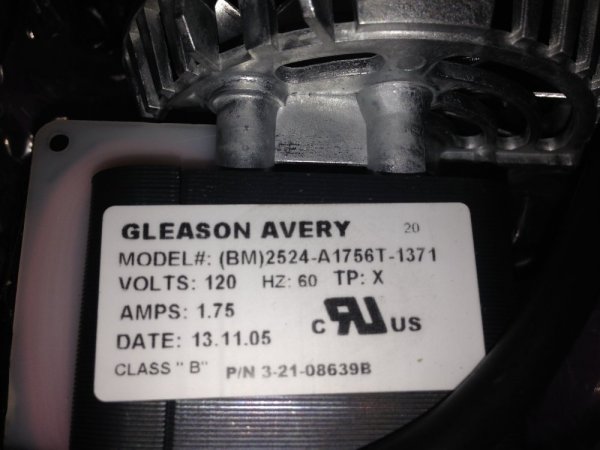 GLEASON AVERY 20
MODEL#: (BM)2524-A1756T-1371
VOLTS: 120 HZ: 60 TP: X
AMPS: 1.75
DATE: 13.11.05
C RU US
CLASS " B" P/N 3-21-08639B